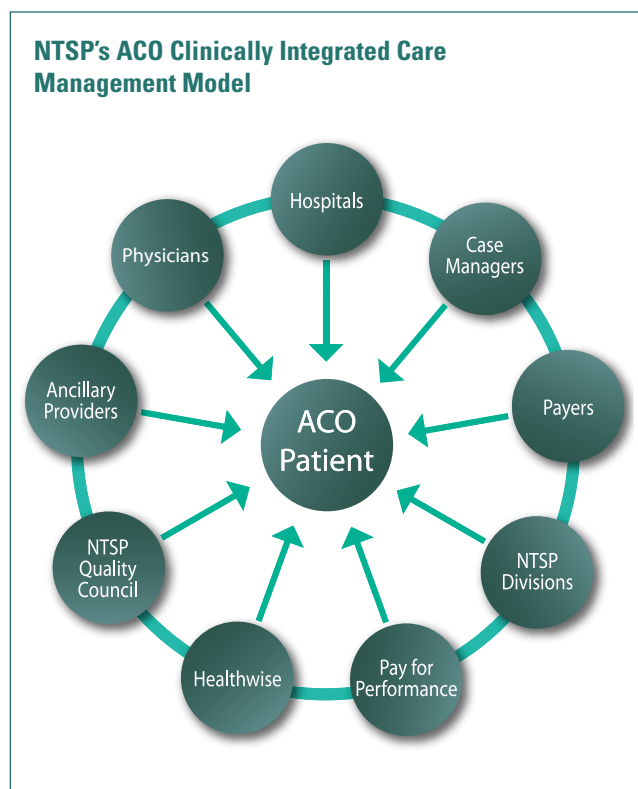 NTSP's ACO Clinically Integrated Care
Management Model
Hospitals
Case
Managers
Payers
NTSP
Divisions
Pay for
Performance
Healthwise
NTSP
Quality
Council
Ancillary
Providers
Physicians
ACO
Patient